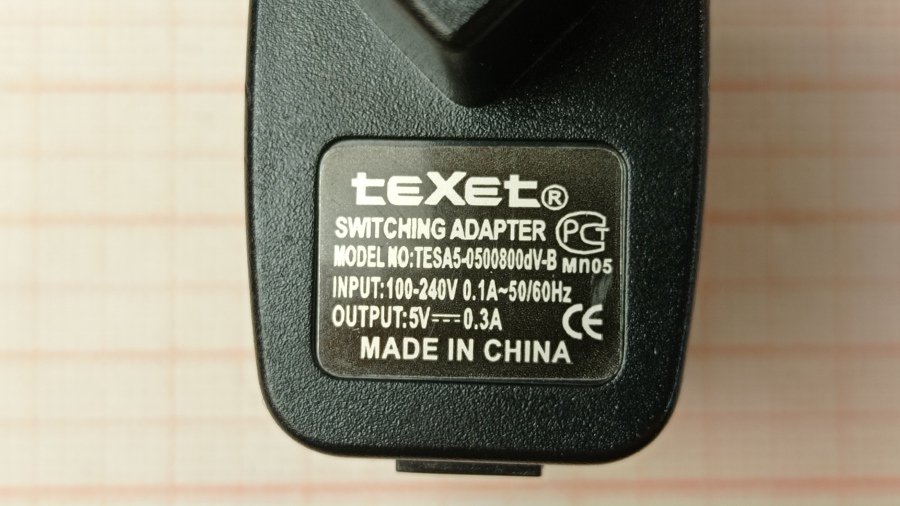 teXet®
SWITCHING ADAPTER PCT
MODEL NO:TESA5-0500800dV-B Мп05
INPUT:100-240V 0.1A~50/60Hz
OUTPUT:5V⎓0.3A CE
MADE IN CHINA